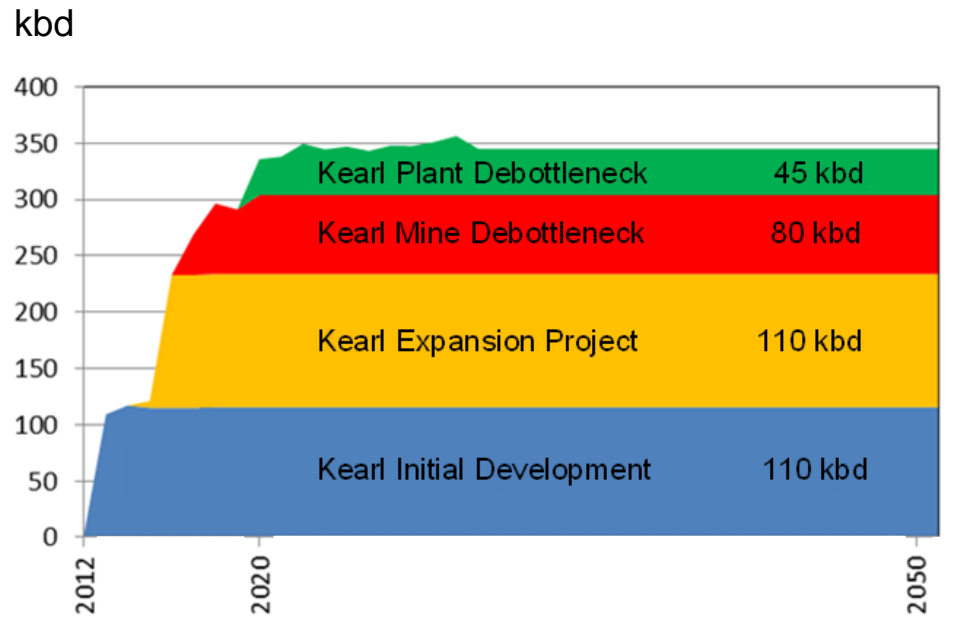 kbd
400
350
300
250
200
150
100
50
0
Kearl Plant Debottleneck 45 kbd
Kearl Mine Debottleneck 80 kbd
Kearl Expansion Project 110 kbd
Kearl Initial Development 110 kbd
2012
2020
2050